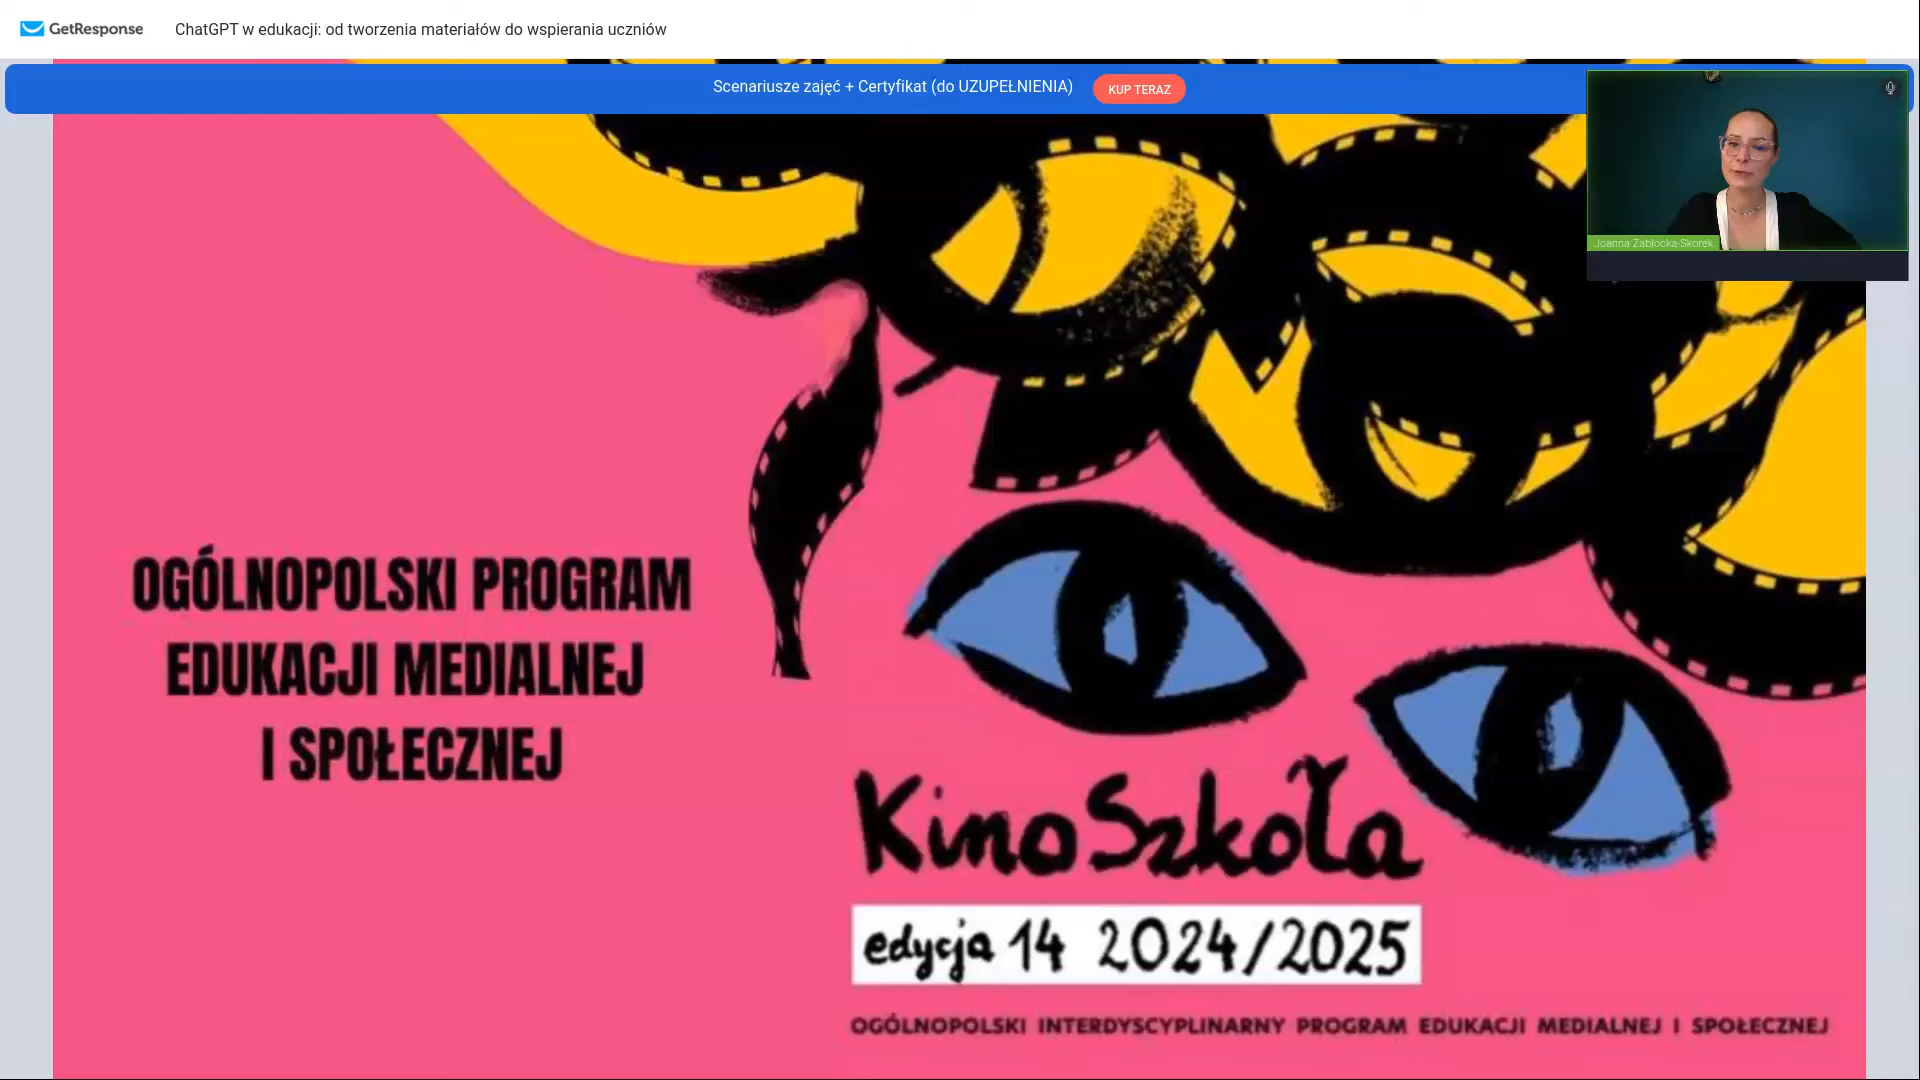 GetResponse
ChatGPT w edukacji: od tworzenia materiałów do wspierania uczniów
Scenariusze zajęć + Certyfikat (do UZUPEŁNIENIA)
KUP TERAZ
Joanna Zabłocka-Skorek
OGÓLNOPOLSKI PROGRAM
EDUKACJI MEDIALNEJ
I SPOŁECZNEJ
KinoSzkoła
edycja 14 2024/2025
OGÓLNOPOLSKI INTERDYSCYPLINARNY PROGRAM EDUKACJI MEDIALNEJ I SPOŁECZNEJ